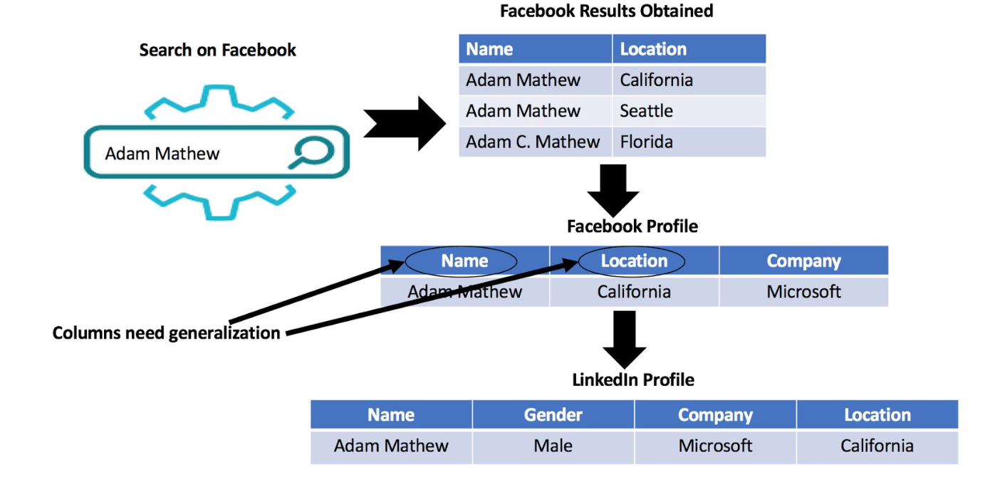 Facebook Results Obtained
Search on Facebook
Name Location
Adam Mathew California
Adam Mathew Seattle
Adam C. Mathew Florida
Adam Mathew
Facebook Profile
Name Location Company
Adam Mathew California Microsoft
Columns need generalization
LinkedIn Profile
Name Gender Company Location
Adam Mathew Male Microsoft California